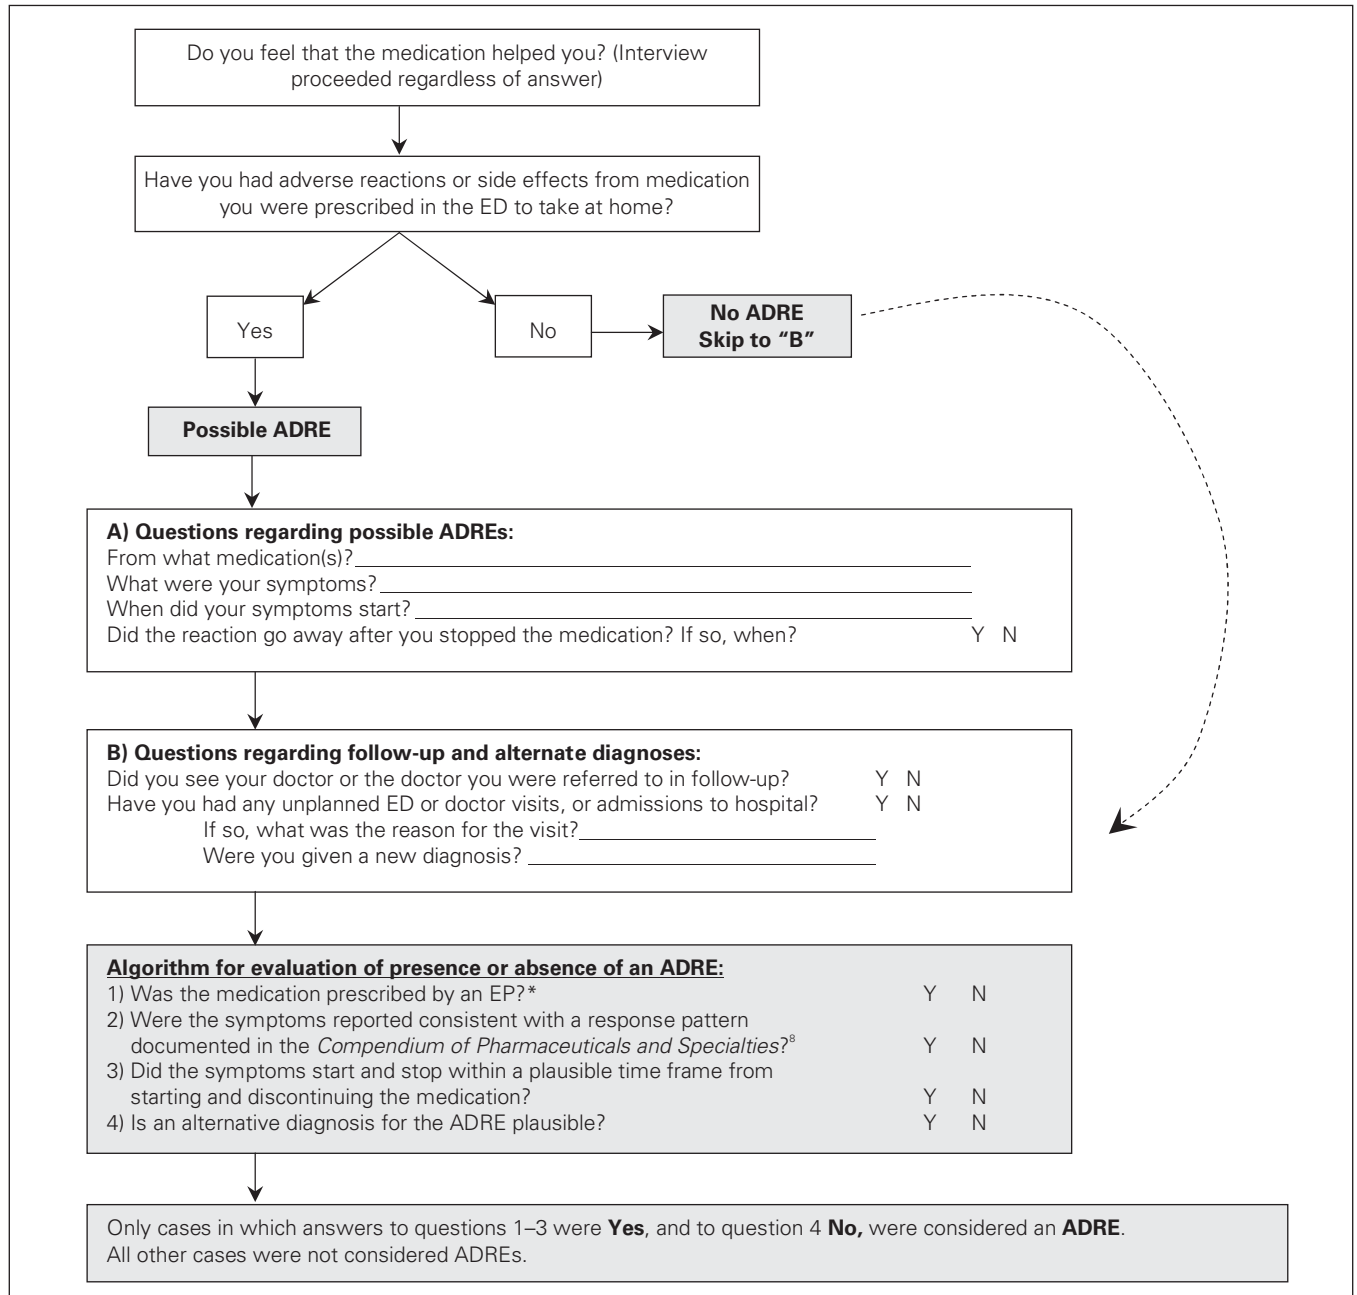 Do you feel that the medication helped you? (Interview
proceeded regardless of answer)
Have you had adverse reactions or side effects from medication
you were prescribed in the ED to take at home?
Yes
No
No ADRE
Skip to “B”
Possible ADRE
A) Questions regarding possible ADREs:
From what medication(s)?
What were your symptoms?
When did your symptoms start?
Did the reaction go away after you stopped the medication? If so, when? Y N
B) Questions regarding follow-up and alternate diagnoses:
Did you see your doctor or the doctor you were referred to in follow-up? Y N
Have you had any unplanned ED or doctor visits, or admissions to hospital? Y N
If so, what was the reason for the visit?
Were you given a new diagnosis?
Algorithm for evaluation of presence or absence of an ADRE:
1) Was the medication prescribed by an EP?* Y N
2) Were the symptoms reported consistent with a response pattern
documented in the Compendium of Pharmaceuticals and Specialties?⁸ Y N
3) Did the symptoms start and stop within a plausible time frame from
starting and discontinuing the medication? Y N
4) Is an alternative diagnosis for the ADRE plausible? Y N
Only cases in which answers to questions 1–3 were Yes, and to question 4 No, were considered an ADRE.
All other cases were not considered ADREs.